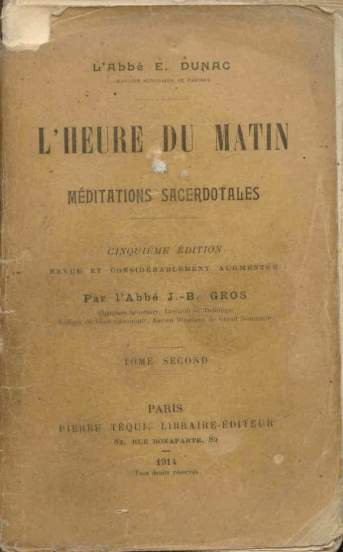 L'Abbé E. DUNAC
L'HEURE DU MATIN
MÉDITATIONS SACERDOTALES
CINQUIÈME ÉDITION
REVUE ET CONSIDÉRABLEMENT AUGMENTÉE
Par l'Abbé J.-B. GROS
TOME SECOND
PARIS
PIERRE TÉQUI, LIBRAIRE-ÉDITEUR
82, RUE BONAPARTE, 82
1914
Tous droits réservés.